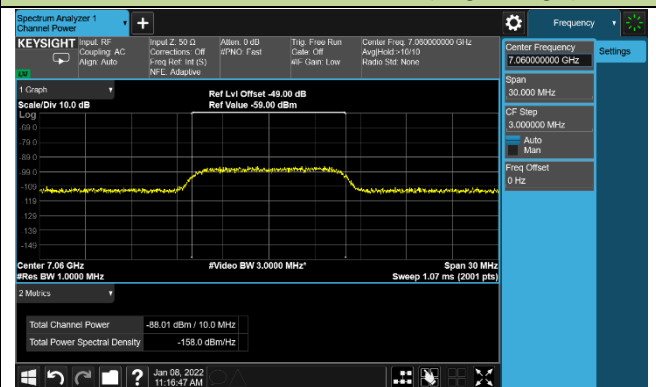 Spectrum Analyzer 1
Channel Power
Frequency
KEYSIGHT
Input: RF
Coupling: AC
Align: Auto
Input Z: 50 Ω
Corrections: Off
Freq Ref: Int (S)
NFE: Adaptive
Atten: 0 dB
#PNO: Fast
Trig: Free Run
Gate: Off
#IF Gain: Low
Center Freq: 7.060000000 GHz
Avg|Hold:>10/10
Radio Std: None
Center Frequency
7.060000000 GHz
Settings
Span
30.000 MHz
CF Step
3.000000 MHz
Auto
Man
Freq Offset
0 Hz
1 Graph
Scale/Div 10.0 dB
Ref Lvl Offset -49.00 dB
Ref Value -59.00 dBm
Log
-69.0
-79.0
-89.0
-99.0
-109
-119
-129
-139
-149
Center 7.06 GHz
#Video BW 3.0000 MHz*
Span 30 MHz
#Res BW 1.0000 MHz
Sweep 1.07 ms (2001 pts)
2 Metrics
Total Channel Power
-88.01 dBm / 10.0 MHz
Total Power Spectral Density
-158.0 dBm/Hz
?
Jan 08, 2022
11:16:47 AM